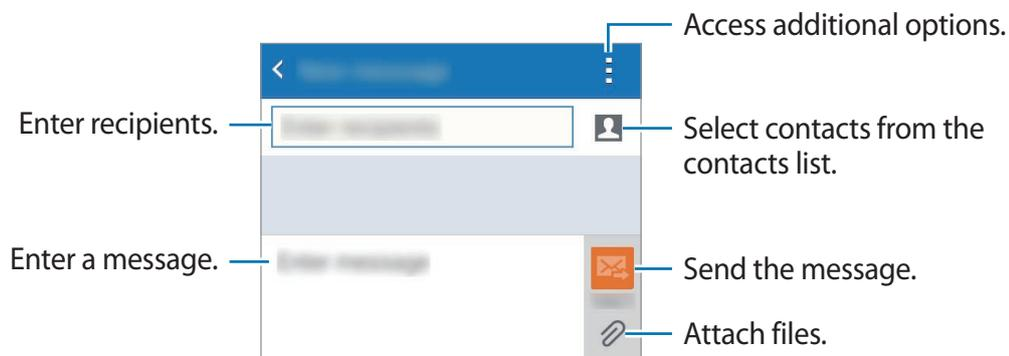 Access additional options.
Enter recipients.
Select contacts from the
contacts list.
Enter a message.
Send the message.
Attach files.